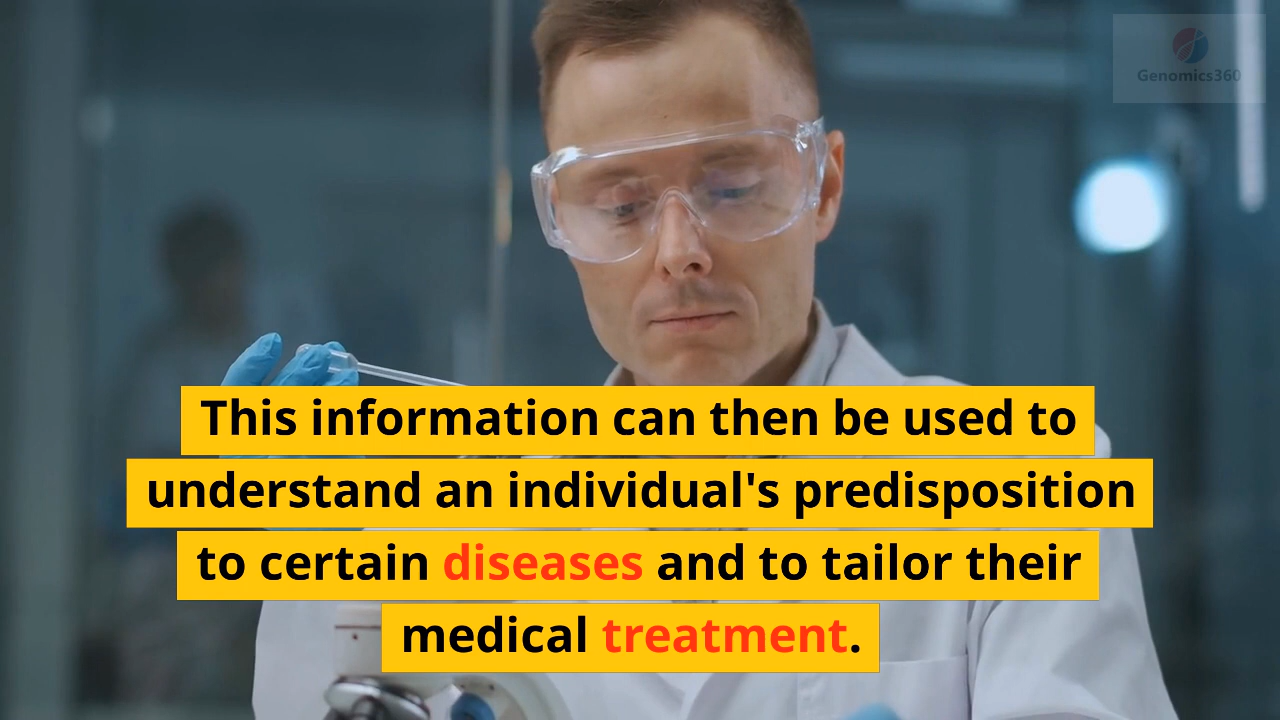 Genomics360
This information can then be used to
understand an individual's predisposition
to certain diseases and to tailor their
medical treatment.